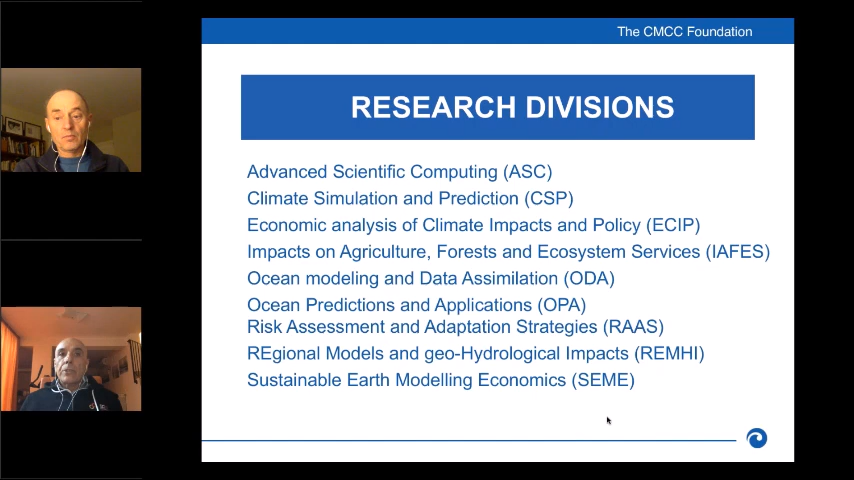 The CMCC Foundation
RESEARCH DIVISIONS
Advanced Scientific Computing (ASC)
Climate Simulation and Prediction (CSP)
Economic analysis of Climate Impacts and Policy (ECIP)
Impacts on Agriculture, Forests and Ecosystem Services (IAFES)
Ocean modeling and Data Assimilation (ODA)
Ocean Predictions and Applications (OPA)
Risk Assessment and Adaptation Strategies (RAAS)
REgional Models and geo-Hydrological Impacts (REMHI)
Sustainable Earth Modelling Economics (SEME)